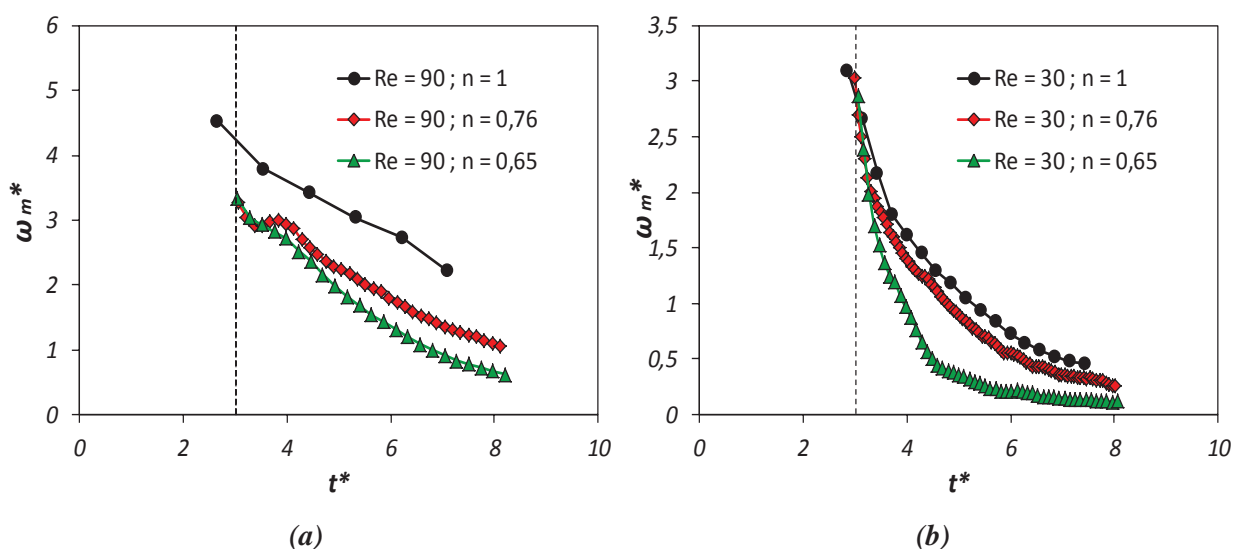 6
5
4
3
2
1
0
ω m*
0 2 4 6 8 10
t*
Re = 90 ; n = 1
Re = 90 ; n = 0,76
Re = 90 ; n = 0,65
(a)
3,5
3
2,5
2
1,5
1
0,5
0
ω m*
0 2 4 6 8 10
t*
Re = 30 ; n = 1
Re = 30 ; n = 0,76
Re = 30 ; n = 0,65
(b)